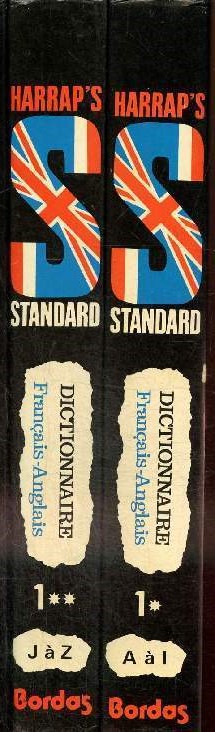 HARRAP'S
S
STANDARD
DICTIONNAIRE
Français-Anglais
1**
J à Z
Bordas
HARRAP'S
S
STANDARD
DICTIONNAIRE
Français-Anglais
1*
A à I
Bordas